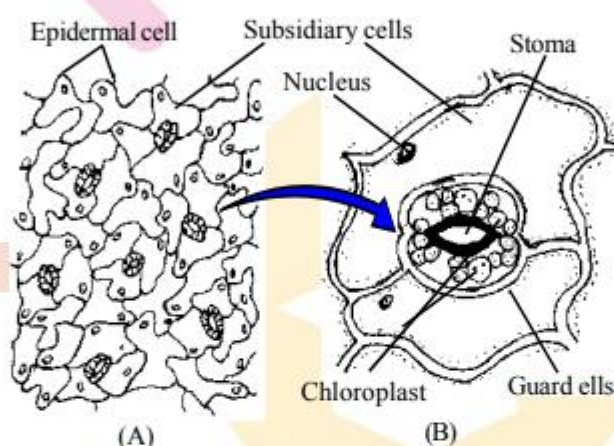 Epidermal cell
Subsidiary cells
Stoma
Nucleus
Chloroplast
Guard ells
(A)
(B)